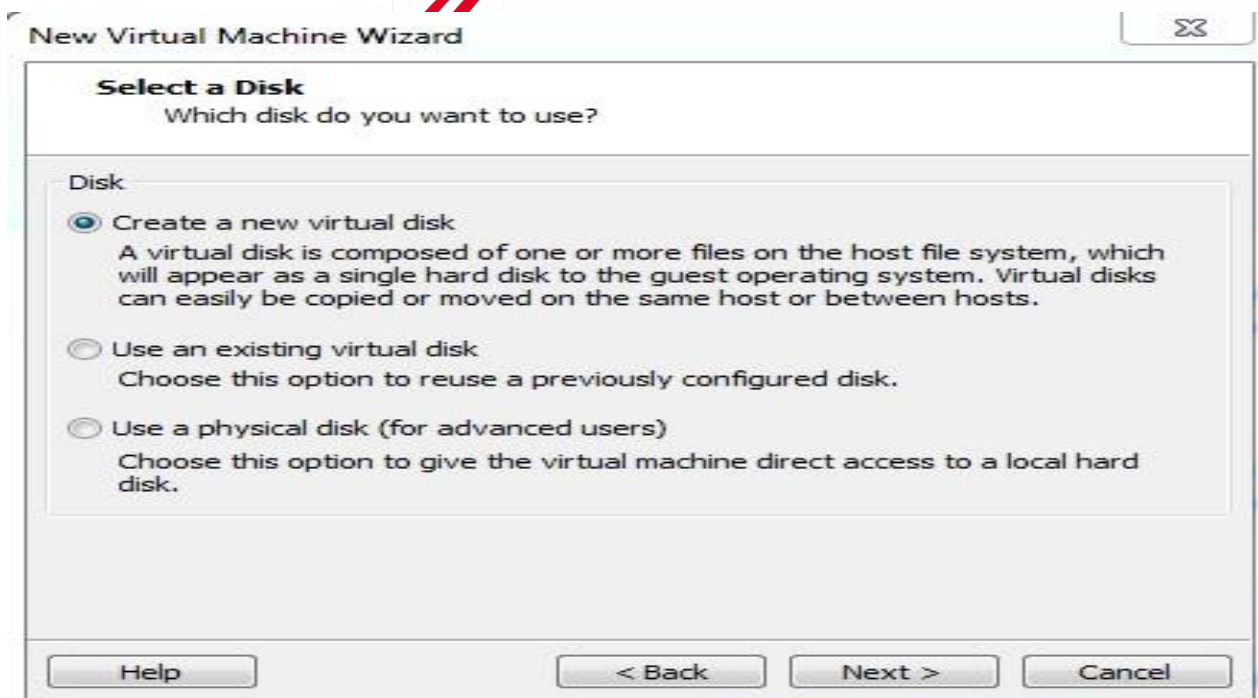 New Virtual Machine Wizard
Select a Disk
Which disk do you want to use?
Disk
Create a new virtual disk
A virtual disk is composed of one or more files on the host file system, which
will appear as a single hard disk to the guest operating system. Virtual disks
can easily be copied or moved on the same host or between hosts.
Use an existing virtual disk
Choose this option to reuse a previously configured disk.
Use a physical disk (for advanced users)
Choose this option to give the virtual machine direct access to a local hard
disk.
Help < Back Next > Cancel